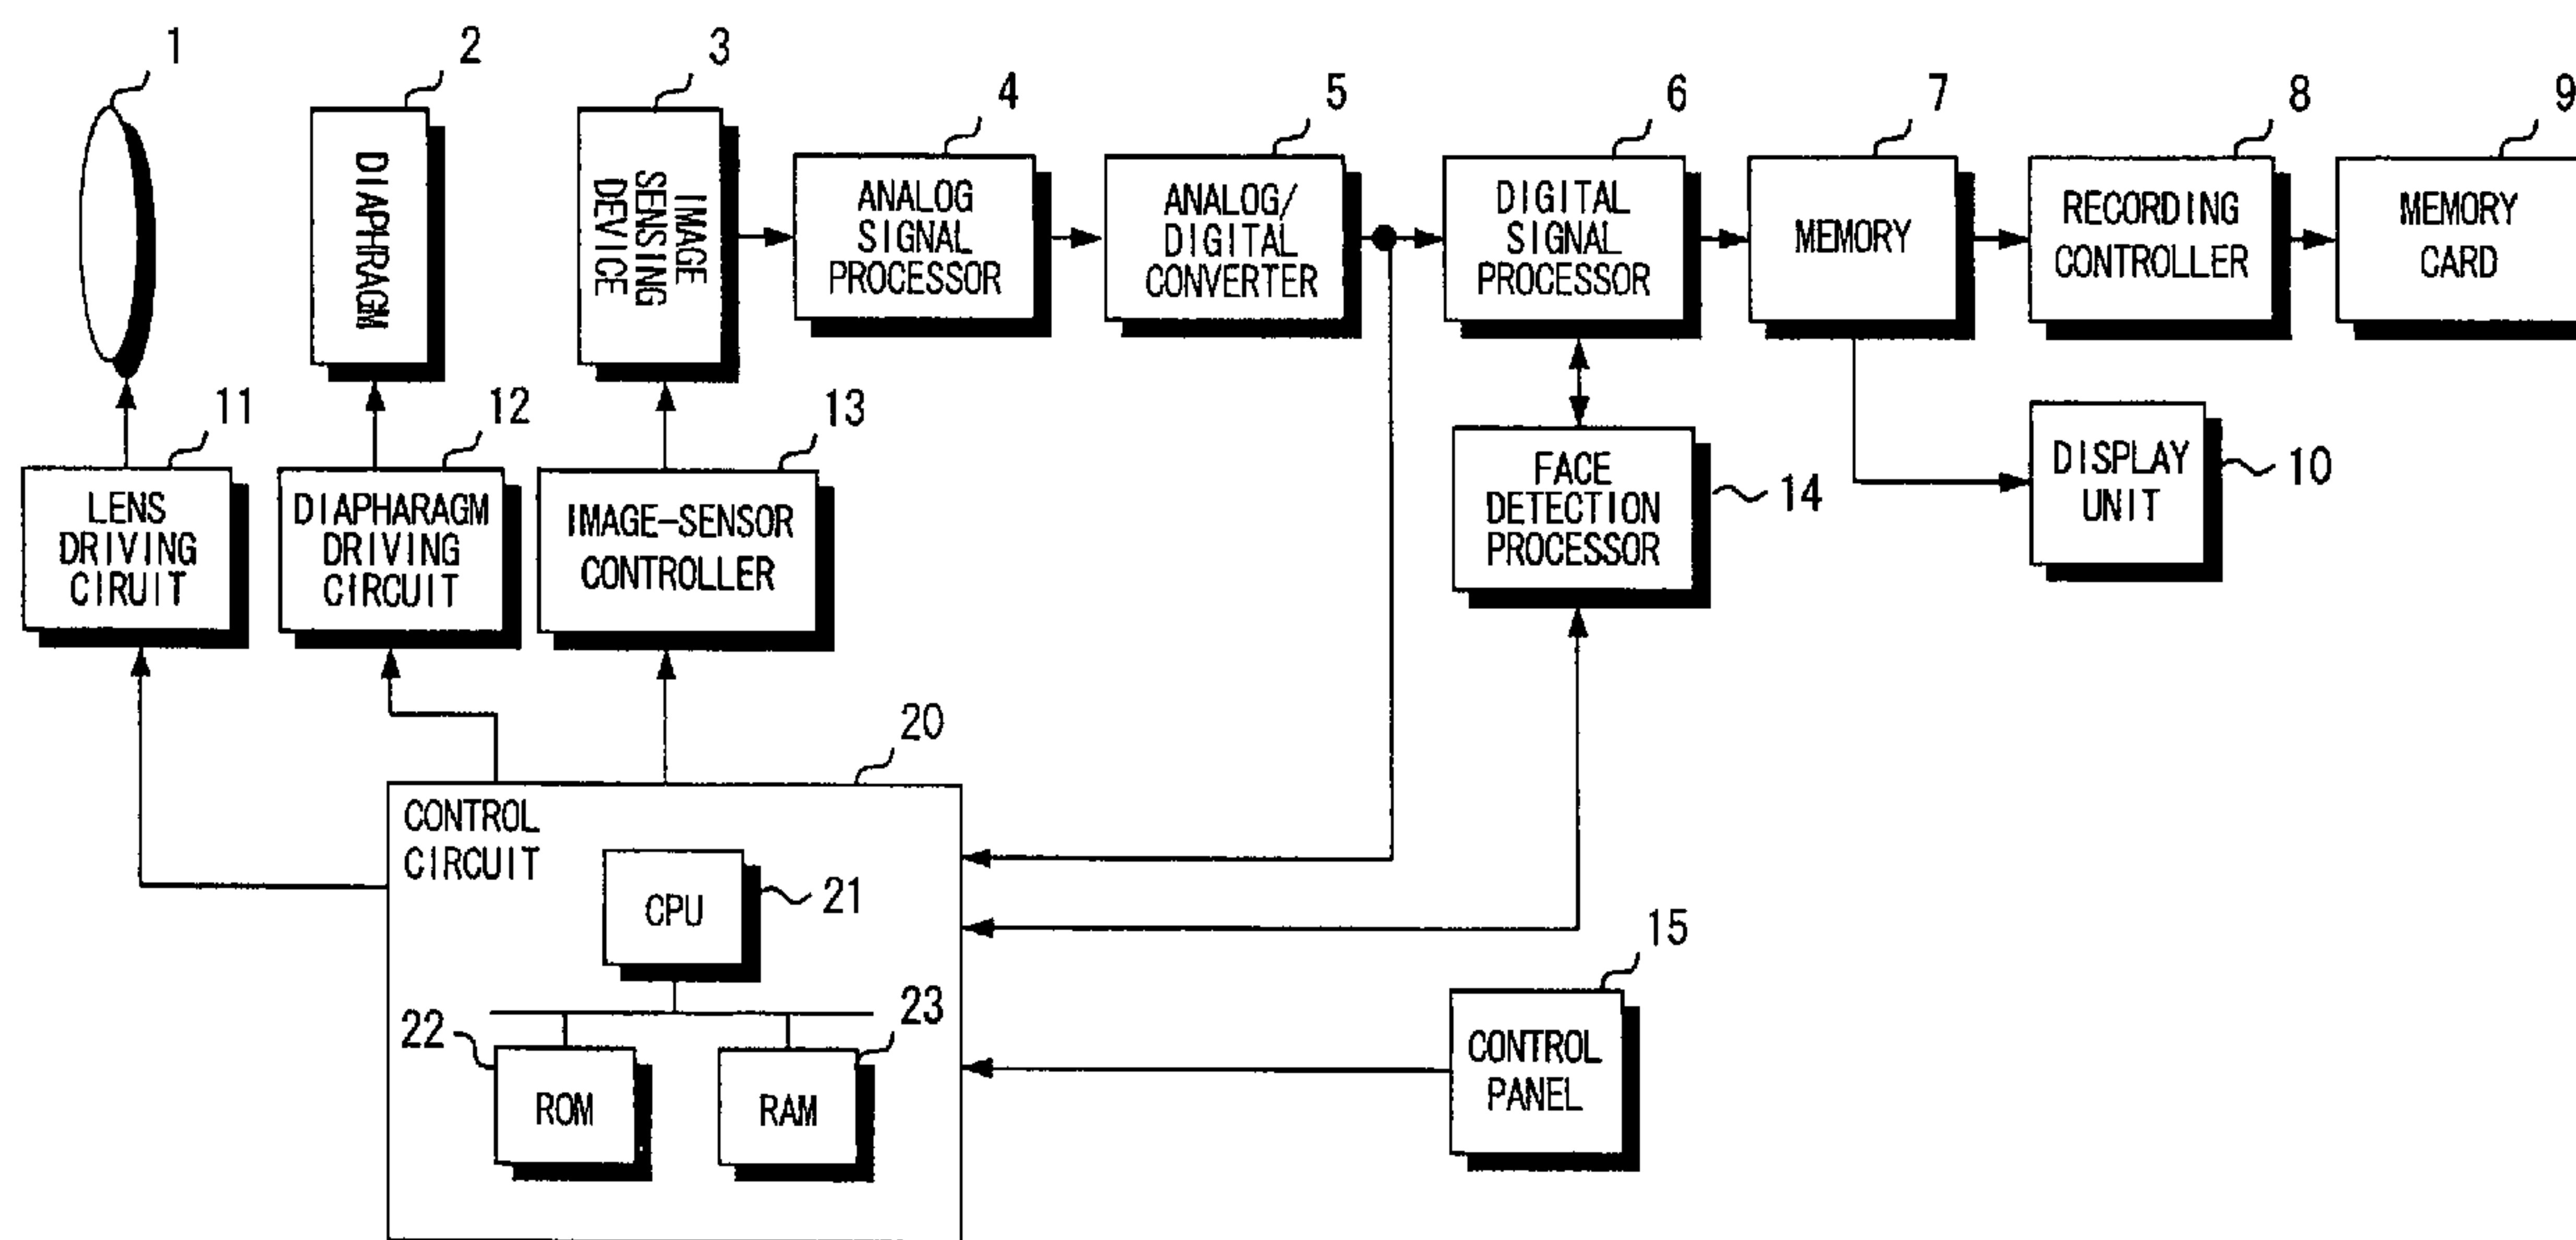 1
2
3
4
5
6
7
8
9
DIAPHRAGM
IMAGE
SENSING
DEVICE
ANALOG
SIGNAL
PROCESSOR
ANALOG/
DIGITAL
CONVERTER
DIGITAL
SIGNAL
PROCESSOR
MEMORY
RECORDING
CONTROLLER
MEMORY
CARD
11
12
13
LENS
DRIVING
CIRUIT
DIAPHARAGM
DRIVING
CIRCUIT
IMAGE-SENSOR
CONTROLLER
FACE
DETECTION
PROCESSOR
14
DISPLAY
UNIT
10
20
CONTROL
CIRCUIT
CPU
21
22
ROM
23
RAM
15
CONTROL
PANEL